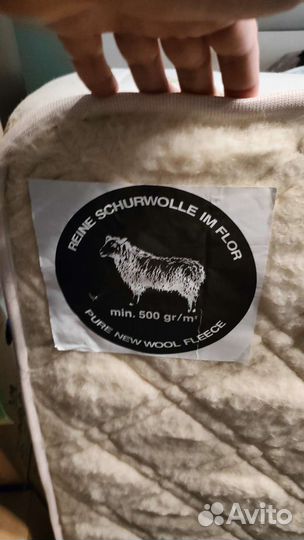 REINE SCHURWOLLE IM FLOR
min. 500 gr/m²
PURE NEW WOOL FLEECE
Avito